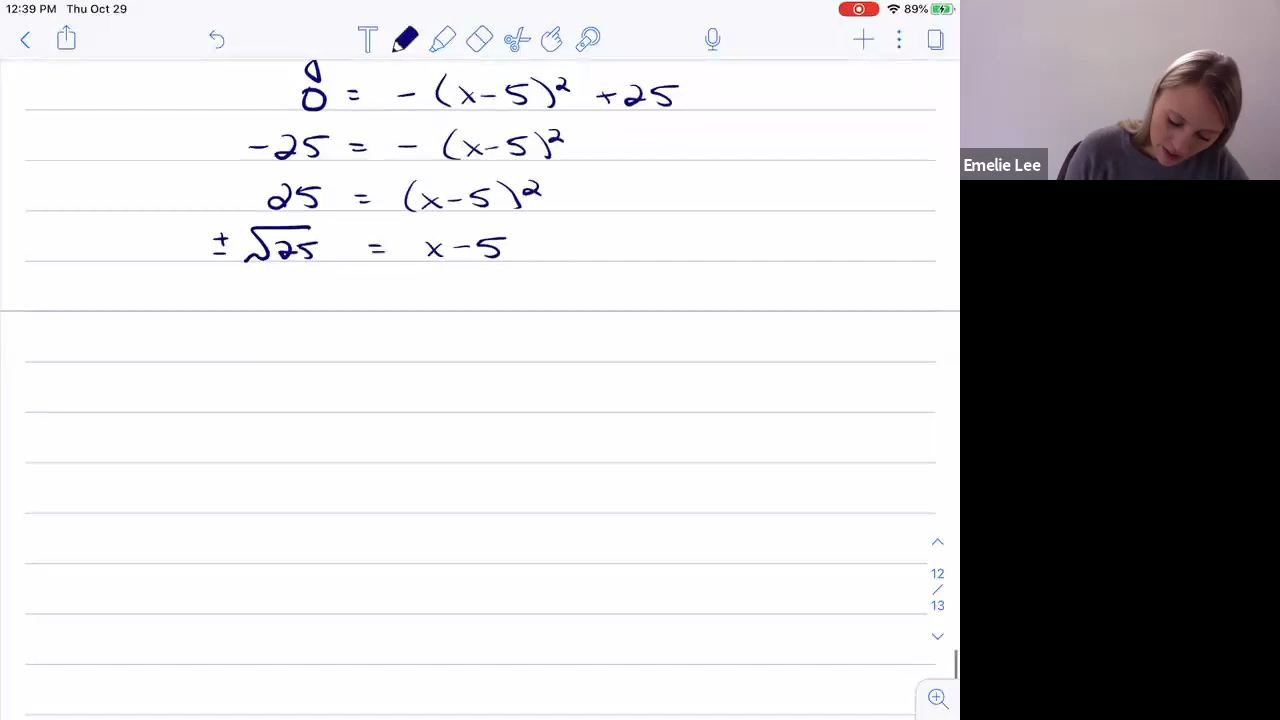 12:39 PM Thu Oct 29
89%
T
0 = - (x-5)² +25
-25 = - (x-5)²
25 = (x-5)²
± √25 = x-5
Emelie Lee
12
/
13